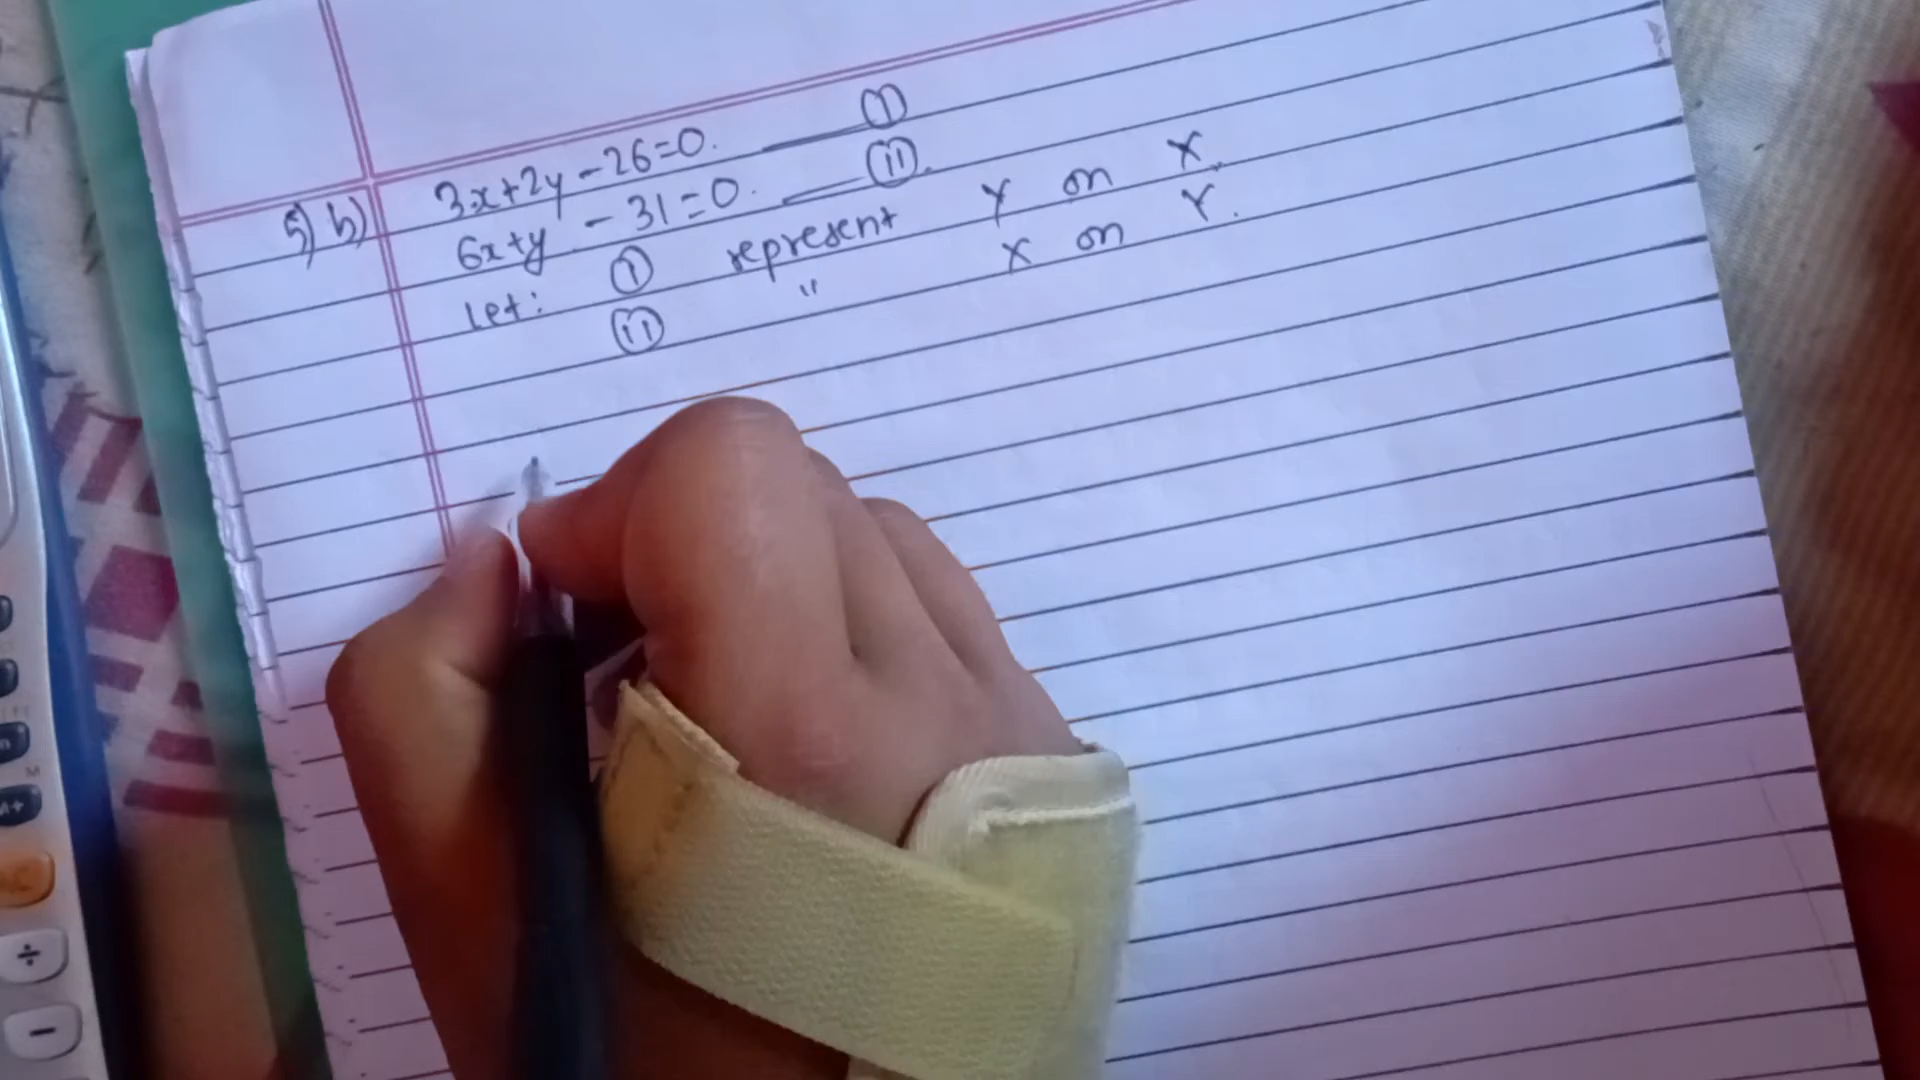 5) b) 3x+2y-26=0. — (i)
6x+y - 31=0. — (ii).
Let: (i) represent Y on X.
(ii) " X on Y.
M+
÷
-